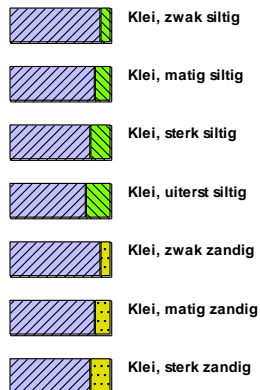 Klei, zwak siltig
Klei, matig siltig
Klei, sterk siltig
Klei, uiterst siltig
Klei, zwak zandig
Klei, matig zandig
Klei, sterk zandig